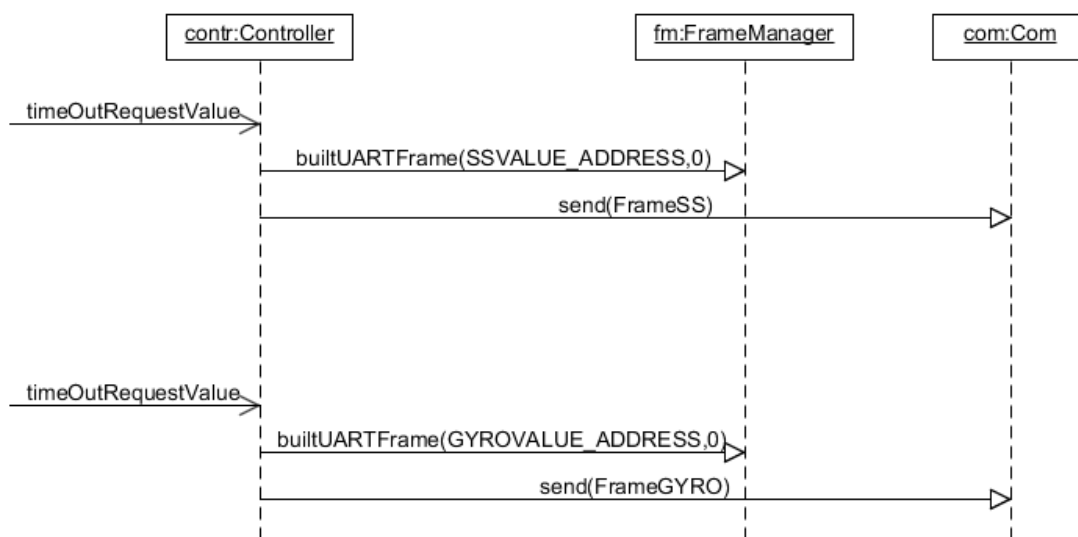 contr:Controller
fm:FrameManager
com:Com
timeOutRequestValue
builtUARTFrame(SSVALUE_ADDRESS,0)
send(FrameSS)
timeOutRequestValue
builtUARTFrame(GYROVALUE_ADDRESS,0)
send(FrameGYRO)